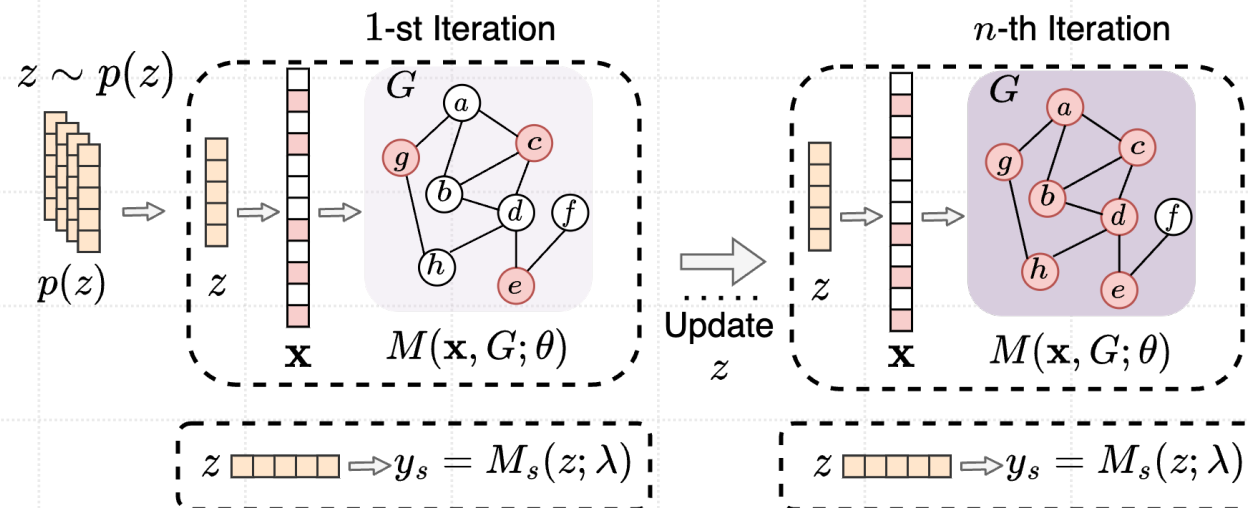 1-st Iteration
n-th Iteration
z ∼ p(z)
G
a
c
g
b
d
f
h
e
p(z)
z
x
M(x, G; θ)
Update
z
G
a
c
g
b
d
f
h
e
z
x
M(x, G; θ)
z y_s = M_s(z; λ)
z y_s = M_s(z; λ)